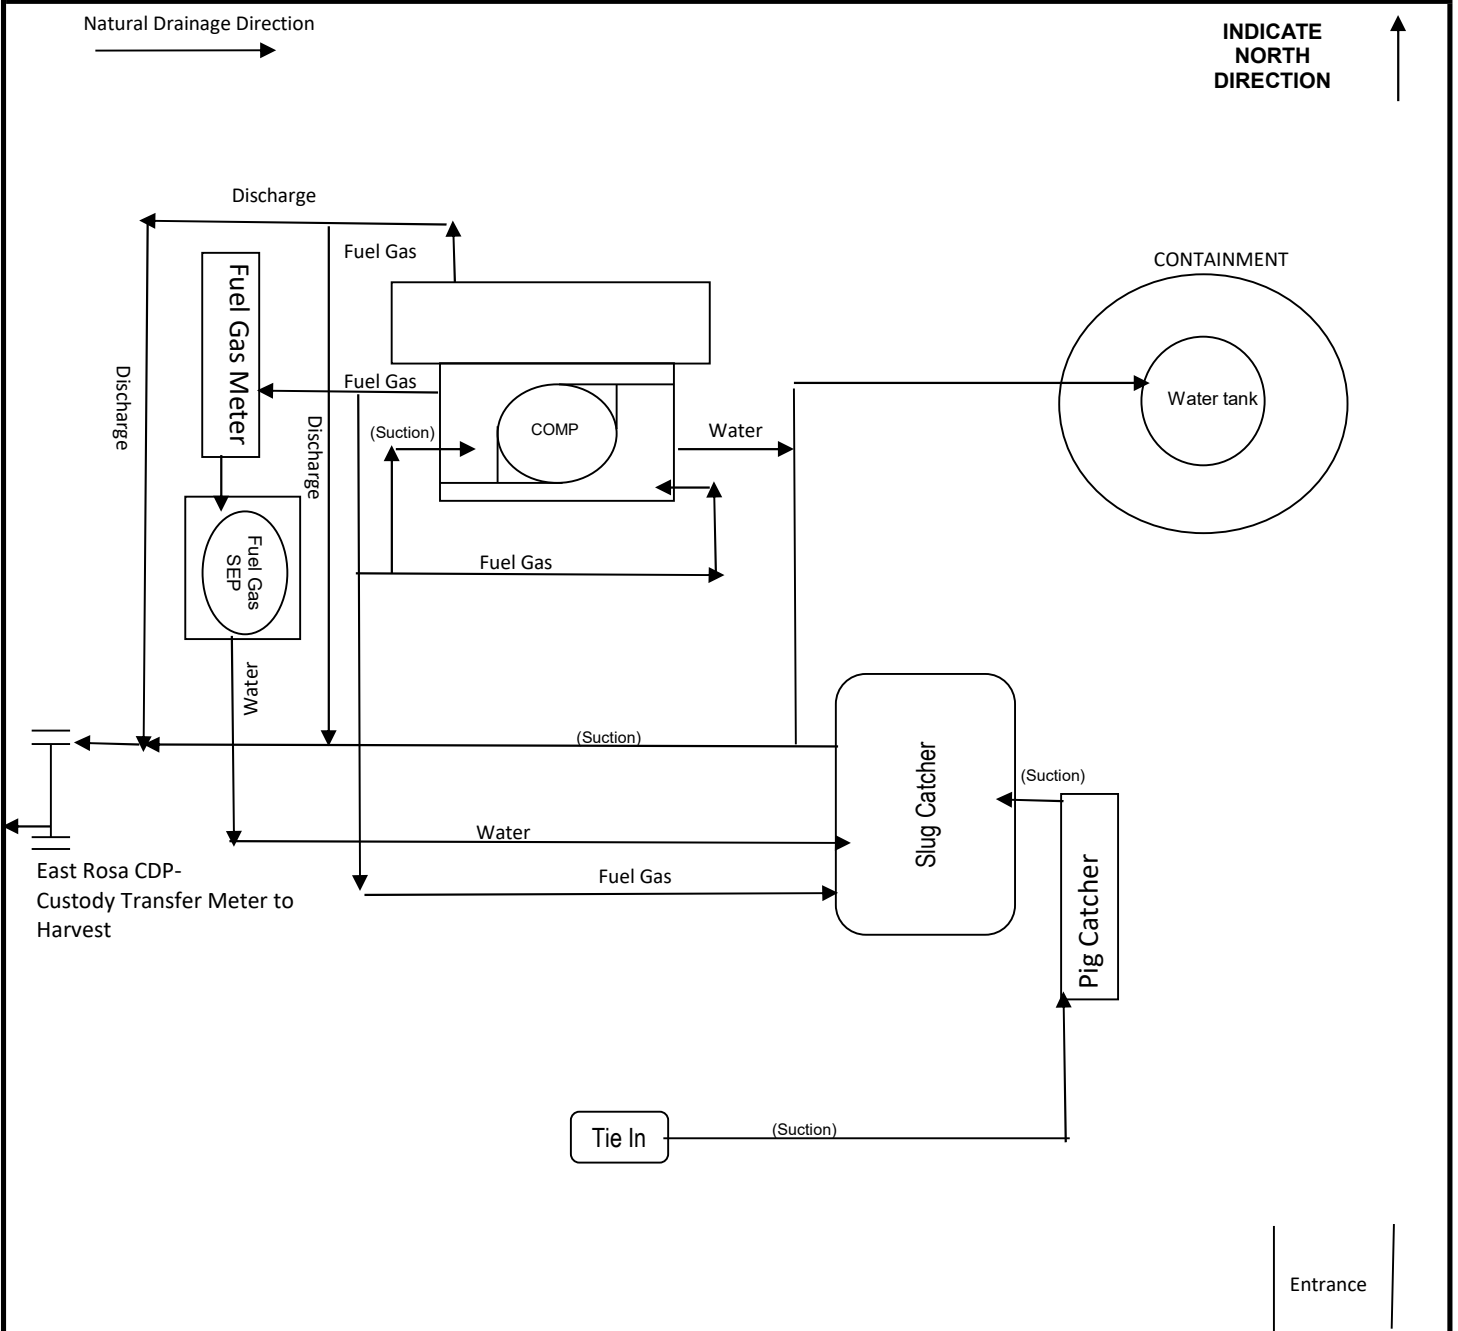 Natural Drainage Direction
INDICATE
NORTH
DIRECTION
Discharge
Fuel Gas
CONTAINMENT
Fuel Gas Meter
Discharge
Fuel Gas
Discharge
(Suction)
COMP
Water
Water tank
Fuel Gas
SEP
Fuel Gas
Water
(Suction)
Slug Catcher
(Suction)
Water
Fuel Gas
Pig Catcher
East Rosa CDP-
Custody Transfer Meter to
Harvest
Tie In
(Suction)
Entrance